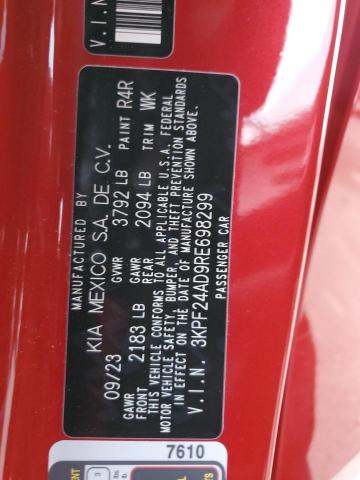 V.I.N
MANUFACTURED BY
KIA MEXICO S.A. DE. C.V.
09/23 GVWR 3792 LB PAINT R4R
GAWR FRONT 2183 LB GAWR REAR 2094 LB TRIM WK
THIS VEHICLE CONFORMS TO ALL APPLICABLE U.S.A. FEDERAL
MOTOR VEHICLE SAFETY, BUMPER, AND THEFT PREVENTION STANDARDS
IN EFFECT ON THE DATE OF MANUFACTURE SHOWN ABOVE.
V.I.N. 3KPF24AD9RE698299
PASSENGER CAR
7610